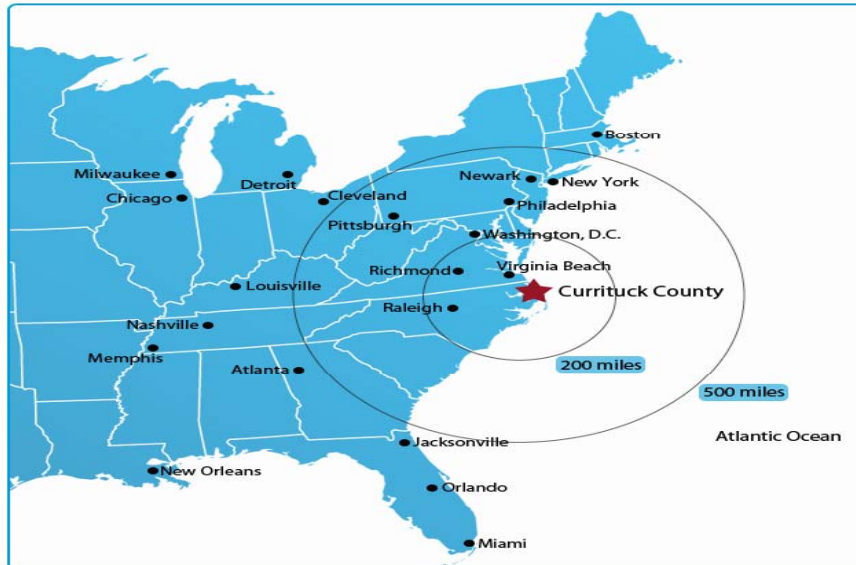 Boston
Milwaukee
Detroit
Newark
New York
Chicago
Cleveland
Philadelphia
Pittsburgh
Washington, D.C.
Richmond
Virginia Beach
Louisville
Currituck County
Raleigh
Nashville
Memphis
Atlanta
200 miles
500 miles
Atlantic Ocean
Jacksonville
New Orleans
Orlando
Miami